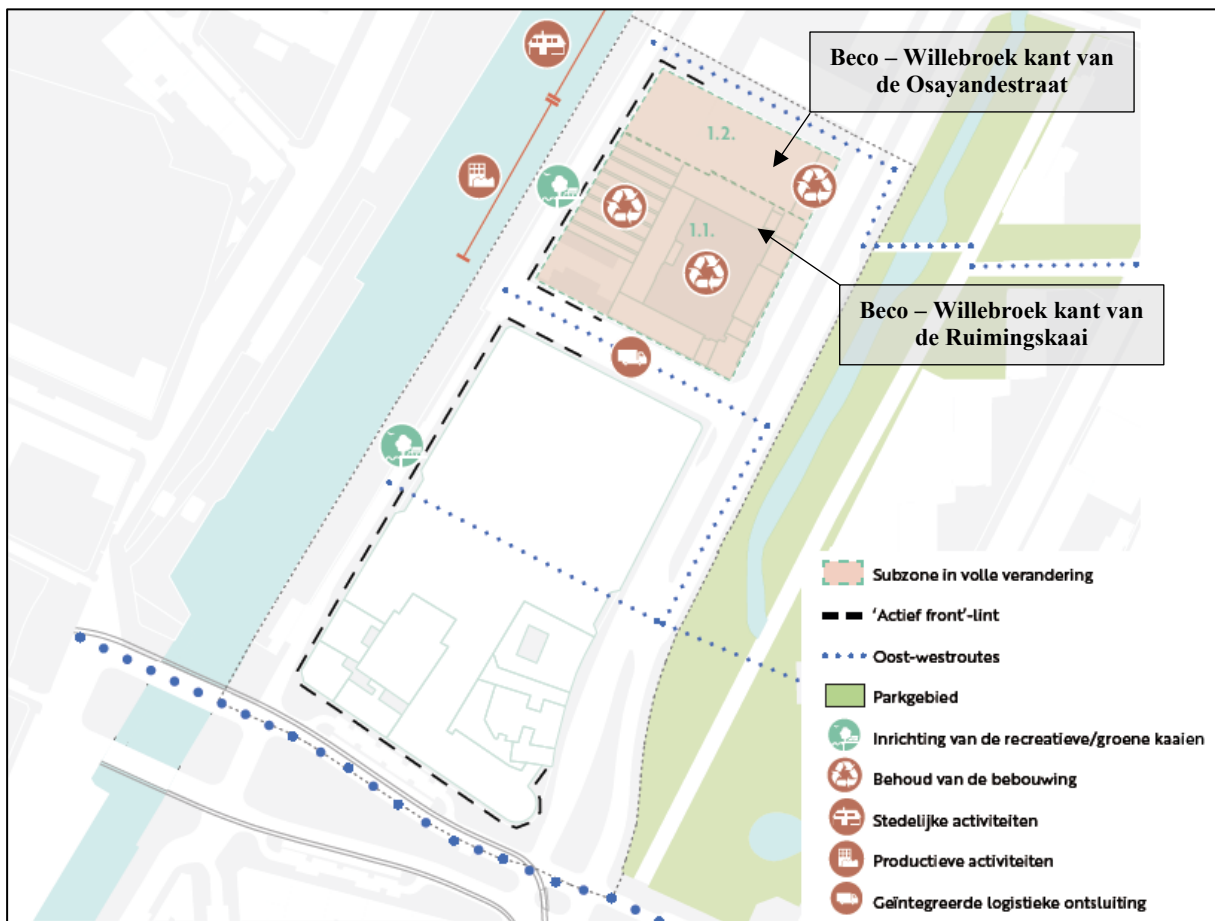 Beco – Willebroek kant van
de Osayandestraat
1.2.
1.1.
Beco – Willebroek kant van
de Ruimingskaai
Subzone in volle verandering
‘Actief front’-lint
Oost-westroutes
Parkgebied
Inrichting van de recreatieve/groene kaaien
Behoud van de bebouwing
Stedelijke activiteiten
Productieve activiteiten
Geïntegreerde logistieke ontsluiting